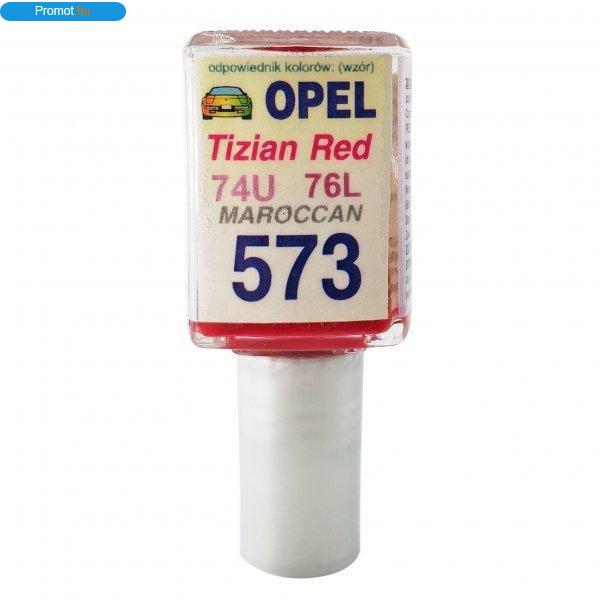 Promot.hu
odpowiednik kolorów: (wzór)
OPEL
Tizian Red
74U 76L
MAROCCAN
573